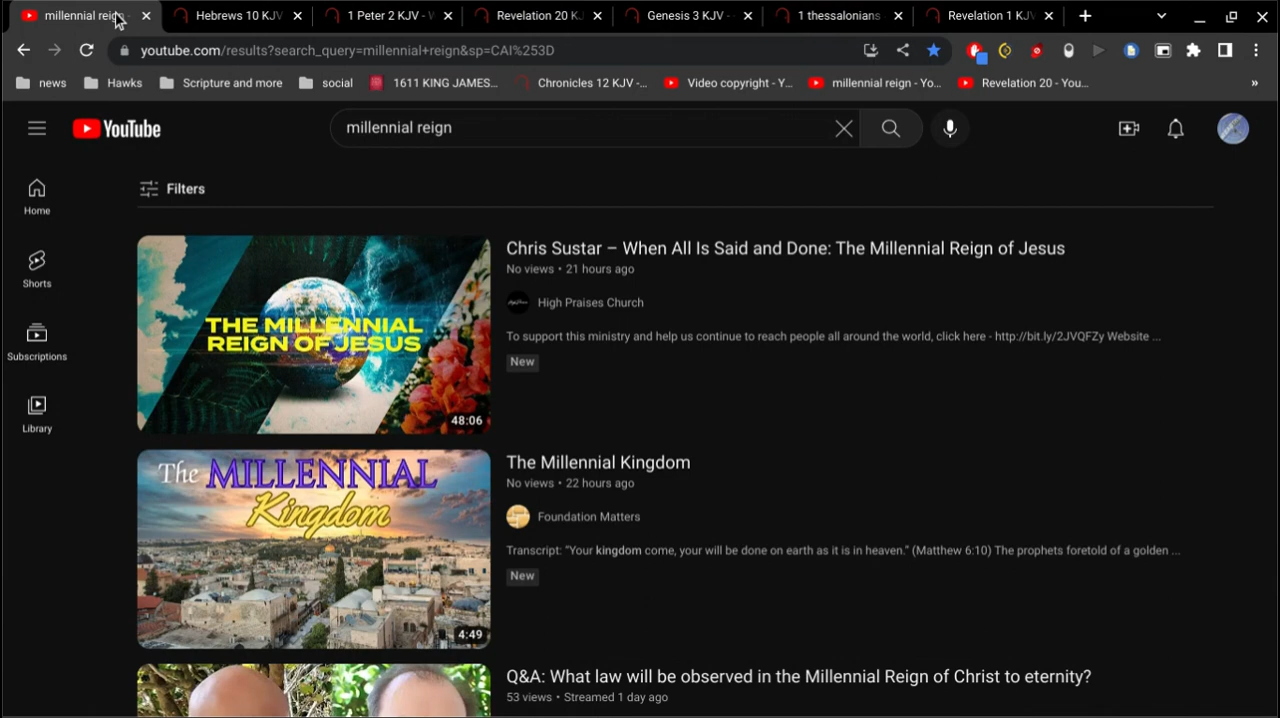 millennial reign -
Hebrews 10 KJV
1 Peter 2 KJV - W
Revelation 20 KJ
Genesis 3 KJV -
1 thessalonians
Revelation 1 KJV
youtube.com/results?search_query=millennial+reign&sp=CAI%253D
news
Hawks
Scripture and more
social
1611 KING JAMES...
Chronicles 12 KJV -...
Video copyright - Y...
millennial reign - Yo...
Revelation 20 - You...
»
YouTube
millennial reign
Filters
Home
Shorts
Subscriptions
Library
THE MILLENNIAL
REIGN OF JESUS
48:06
Chris Sustar – When All Is Said and Done: The Millennial Reign of Jesus
No views • 21 hours ago
High Praises Church
To support this ministry and help us continue to reach people all around the world, click here - http://bit.ly/2JVQFZy Website ...
New
The MILLENNIAL
Kingdom
4:49
The Millennial Kingdom
No views • 22 hours ago
Foundation Matters
Transcript: “Your kingdom come, your will be done on earth as it is in heaven.” (Matthew 6:10) The prophets foretold of a golden ...
New
Q&A: What law will be observed in the Millennial Reign of Christ to eternity?
53 views • Streamed 1 day ago